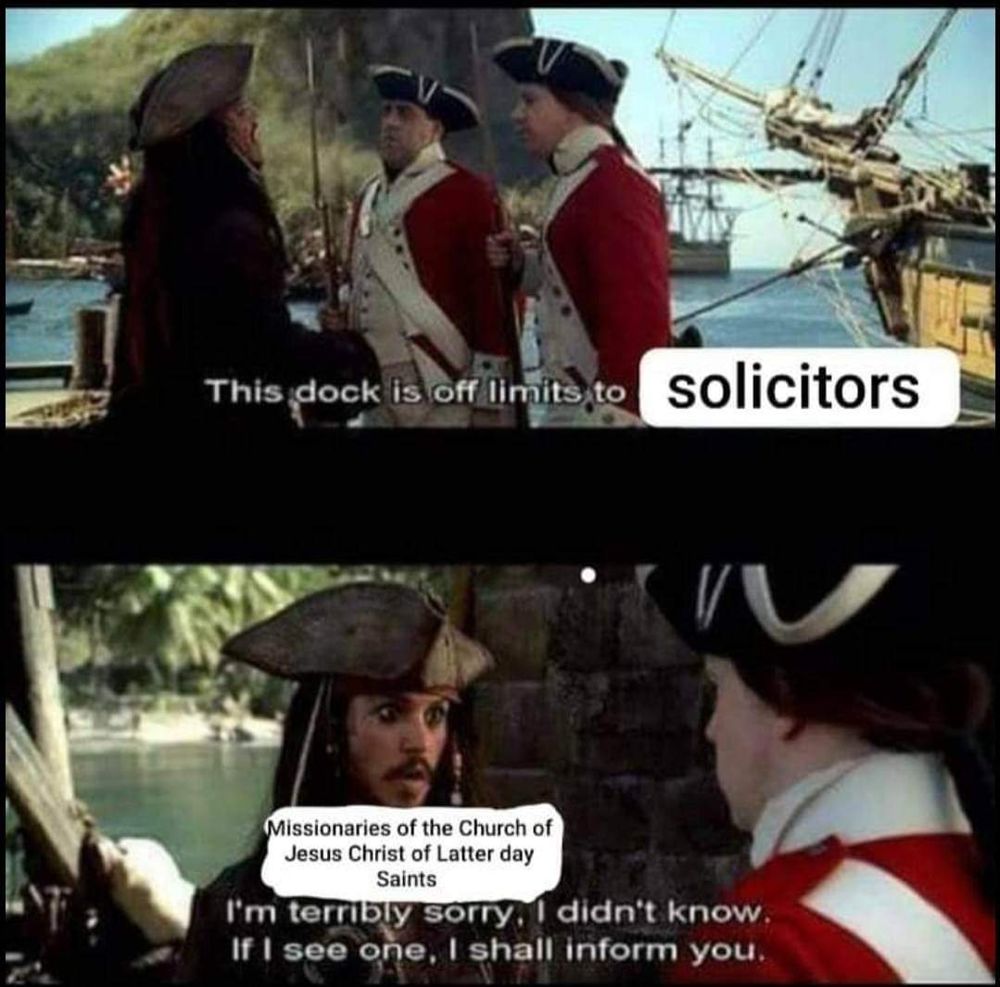 This dock is off limits to solicitors
Missionaries of the Church of
Jesus Christ of Latter day
Saints
I'm terribly sorry, I didn't know.
If I see one, I shall inform you.